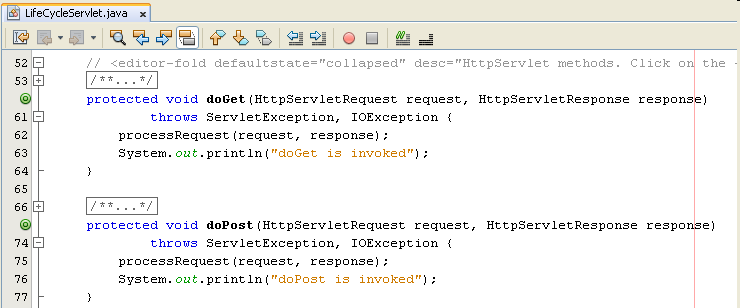 LifeCycleServlet.java x
52 // <editor-fold defaultstate="collapsed" desc="HttpServlet methods. Click on the
53 /**...*/
protected void doGet(HttpServletRequest request, HttpServletResponse response)
61 throws ServletException, IOException {
62 processRequest(request, response);
63 System.out.println("doGet is invoked");
64 }
65
66 /**...*/
protected void doPost(HttpServletRequest request, HttpServletResponse response)
74 throws ServletException, IOException {
75 processRequest(request, response);
76 System.out.println("doPost is invoked");
77 }